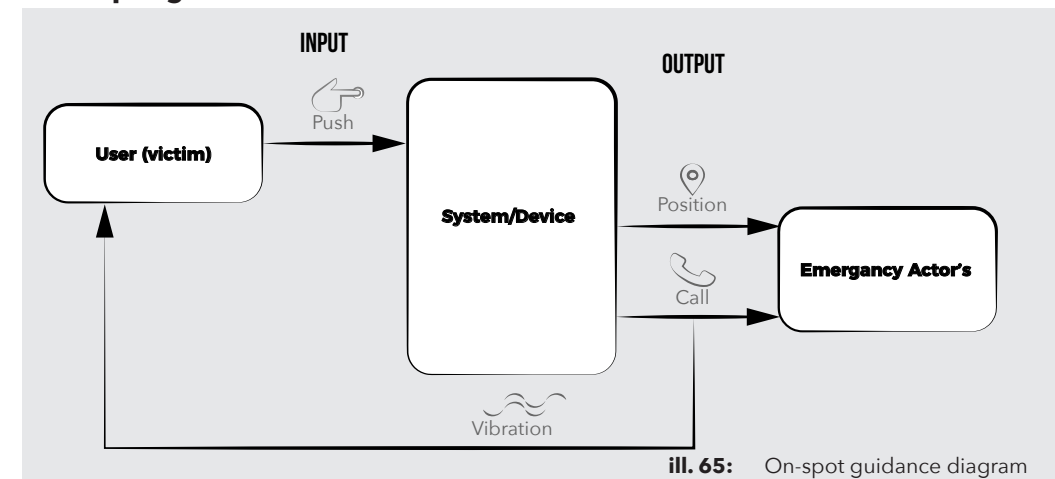 INPUT
OUTPUT
Push
User (victim)
System/Device
Position
Emergancy Actor's
Call
Vibration
ill. 65: On-spot guidance diagram